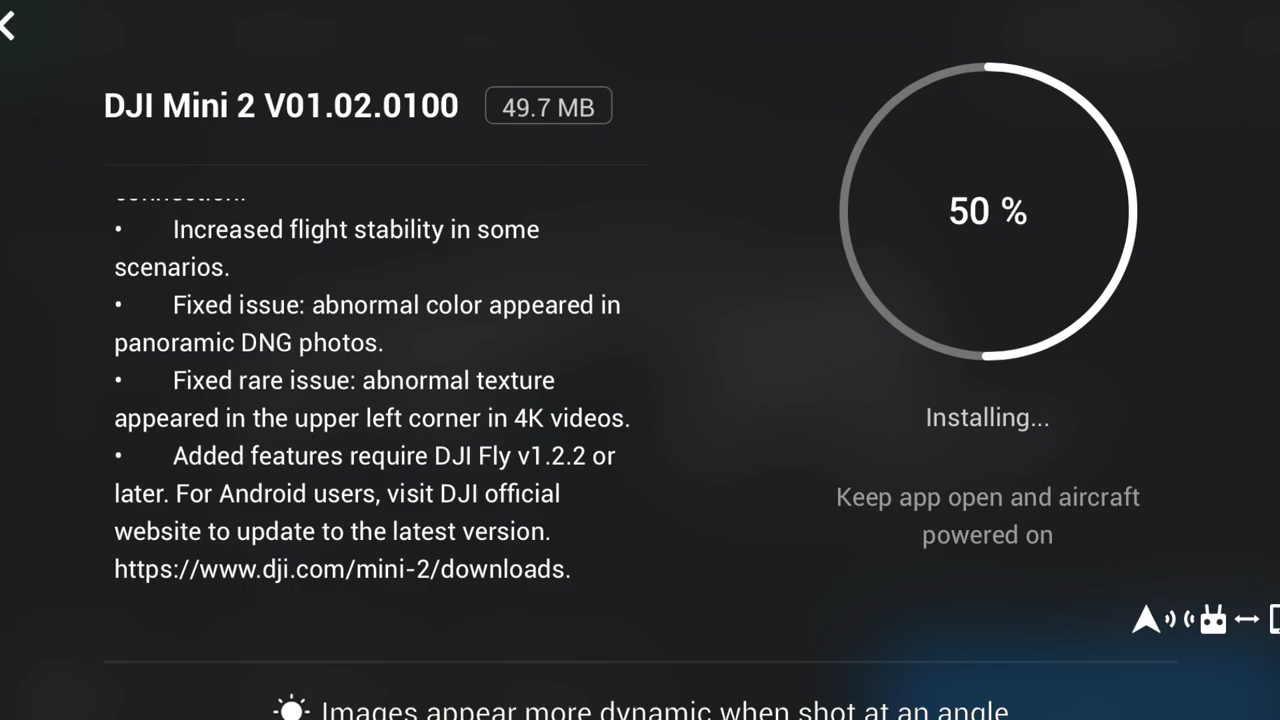 DJI Mini 2 V01.02.0100 49.7 MB
• Increased flight stability in some
scenarios.
• Fixed issue: abnormal color appeared in
panoramic DNG photos.
• Fixed rare issue: abnormal texture
appeared in the upper left corner in 4K videos.
• Added features require DJI Fly v1.2.2 or
later. For Android users, visit DJI official
website to update to the latest version.
https://www.dji.com/mini-2/downloads.
50 %
Installing...
Keep app open and aircraft
powered on
Images appear more dynamic when shot at an angle